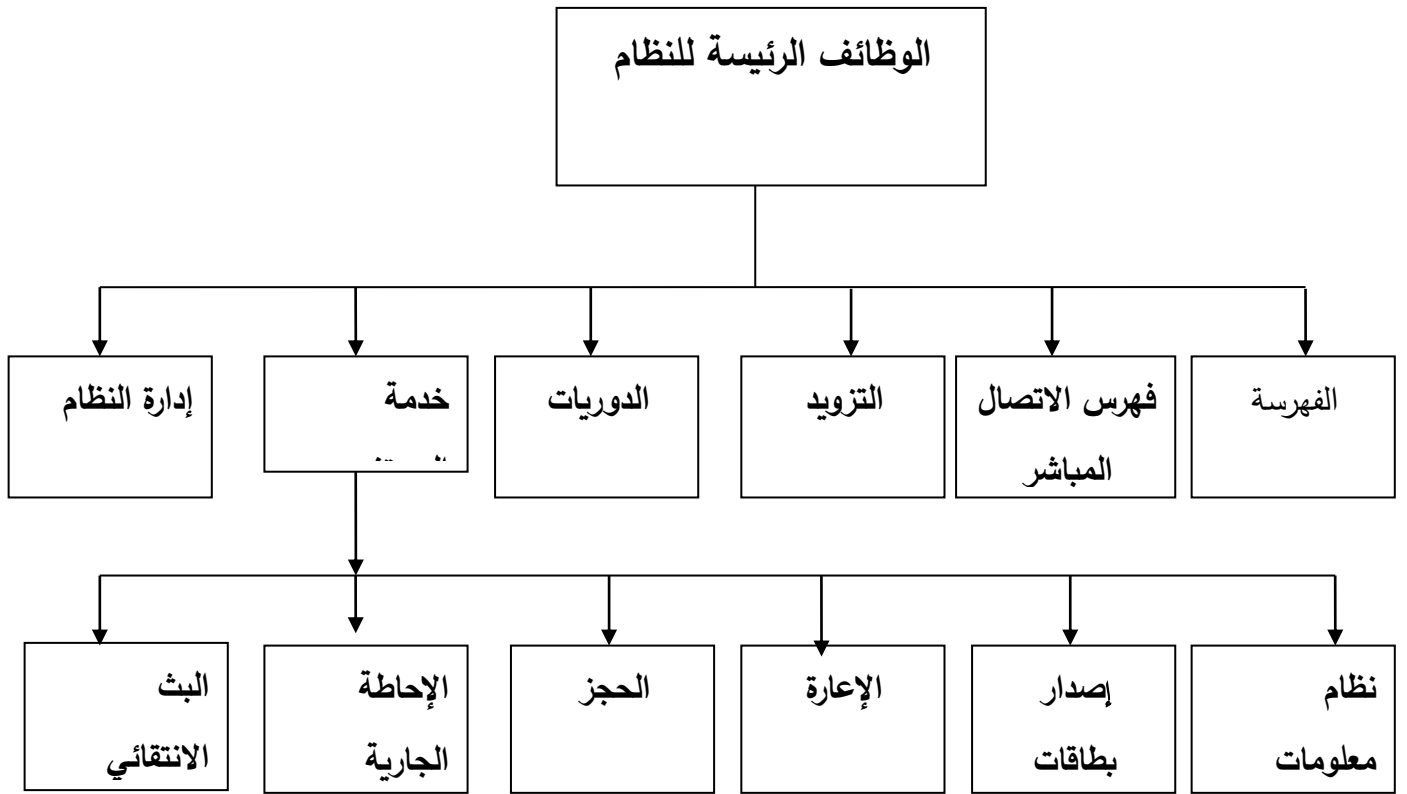 الوظائف الرئيسة للنظام
الفهرسة
فهرس الاتصال
المباشر
التزويد
الدوريات
خدمة
إدارة النظام
نظام
معلومات
إصدار
بطاقات
الإعارة
الحجز
الإحاطة
الجارية
البث
الانتقائي